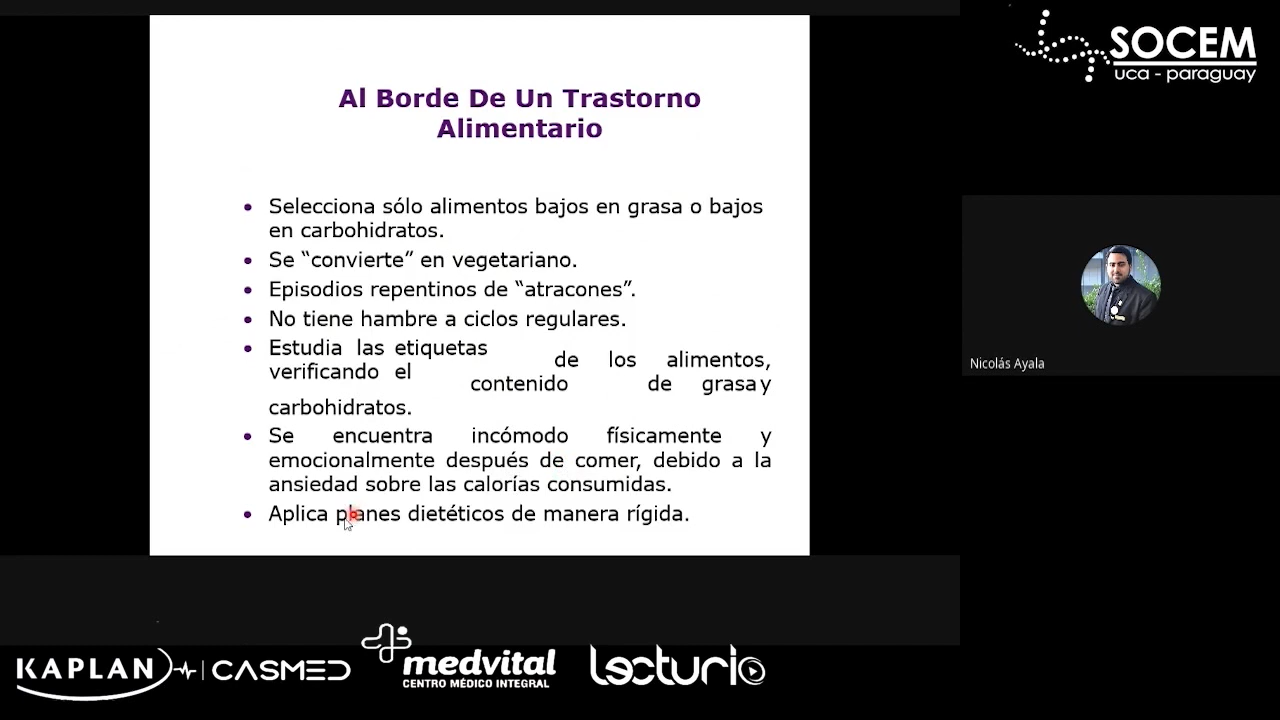 Al Borde De Un Trastorno
Alimentario
• Selecciona sólo alimentos bajos en grasa o bajos
en carbohidratos.
• Se “convierte” en vegetariano.
• Episodios repentinos de “atracones”.
• No tiene hambre a ciclos regulares.
• Estudia las etiquetas de los alimentos,
verificando el contenido de grasa y
carbohidratos.
• Se encuentra incómodo físicamente y
emocionalmente después de comer, debido a la
ansiedad sobre las calorías consumidas.
• Aplica planes dietéticos de manera rígida.
SOCEM
uca - paraguay
Nicolás Ayala
KAPLAN | CASMED
medvital
CENTRO MÉDICO INTEGRAL
Lecturio